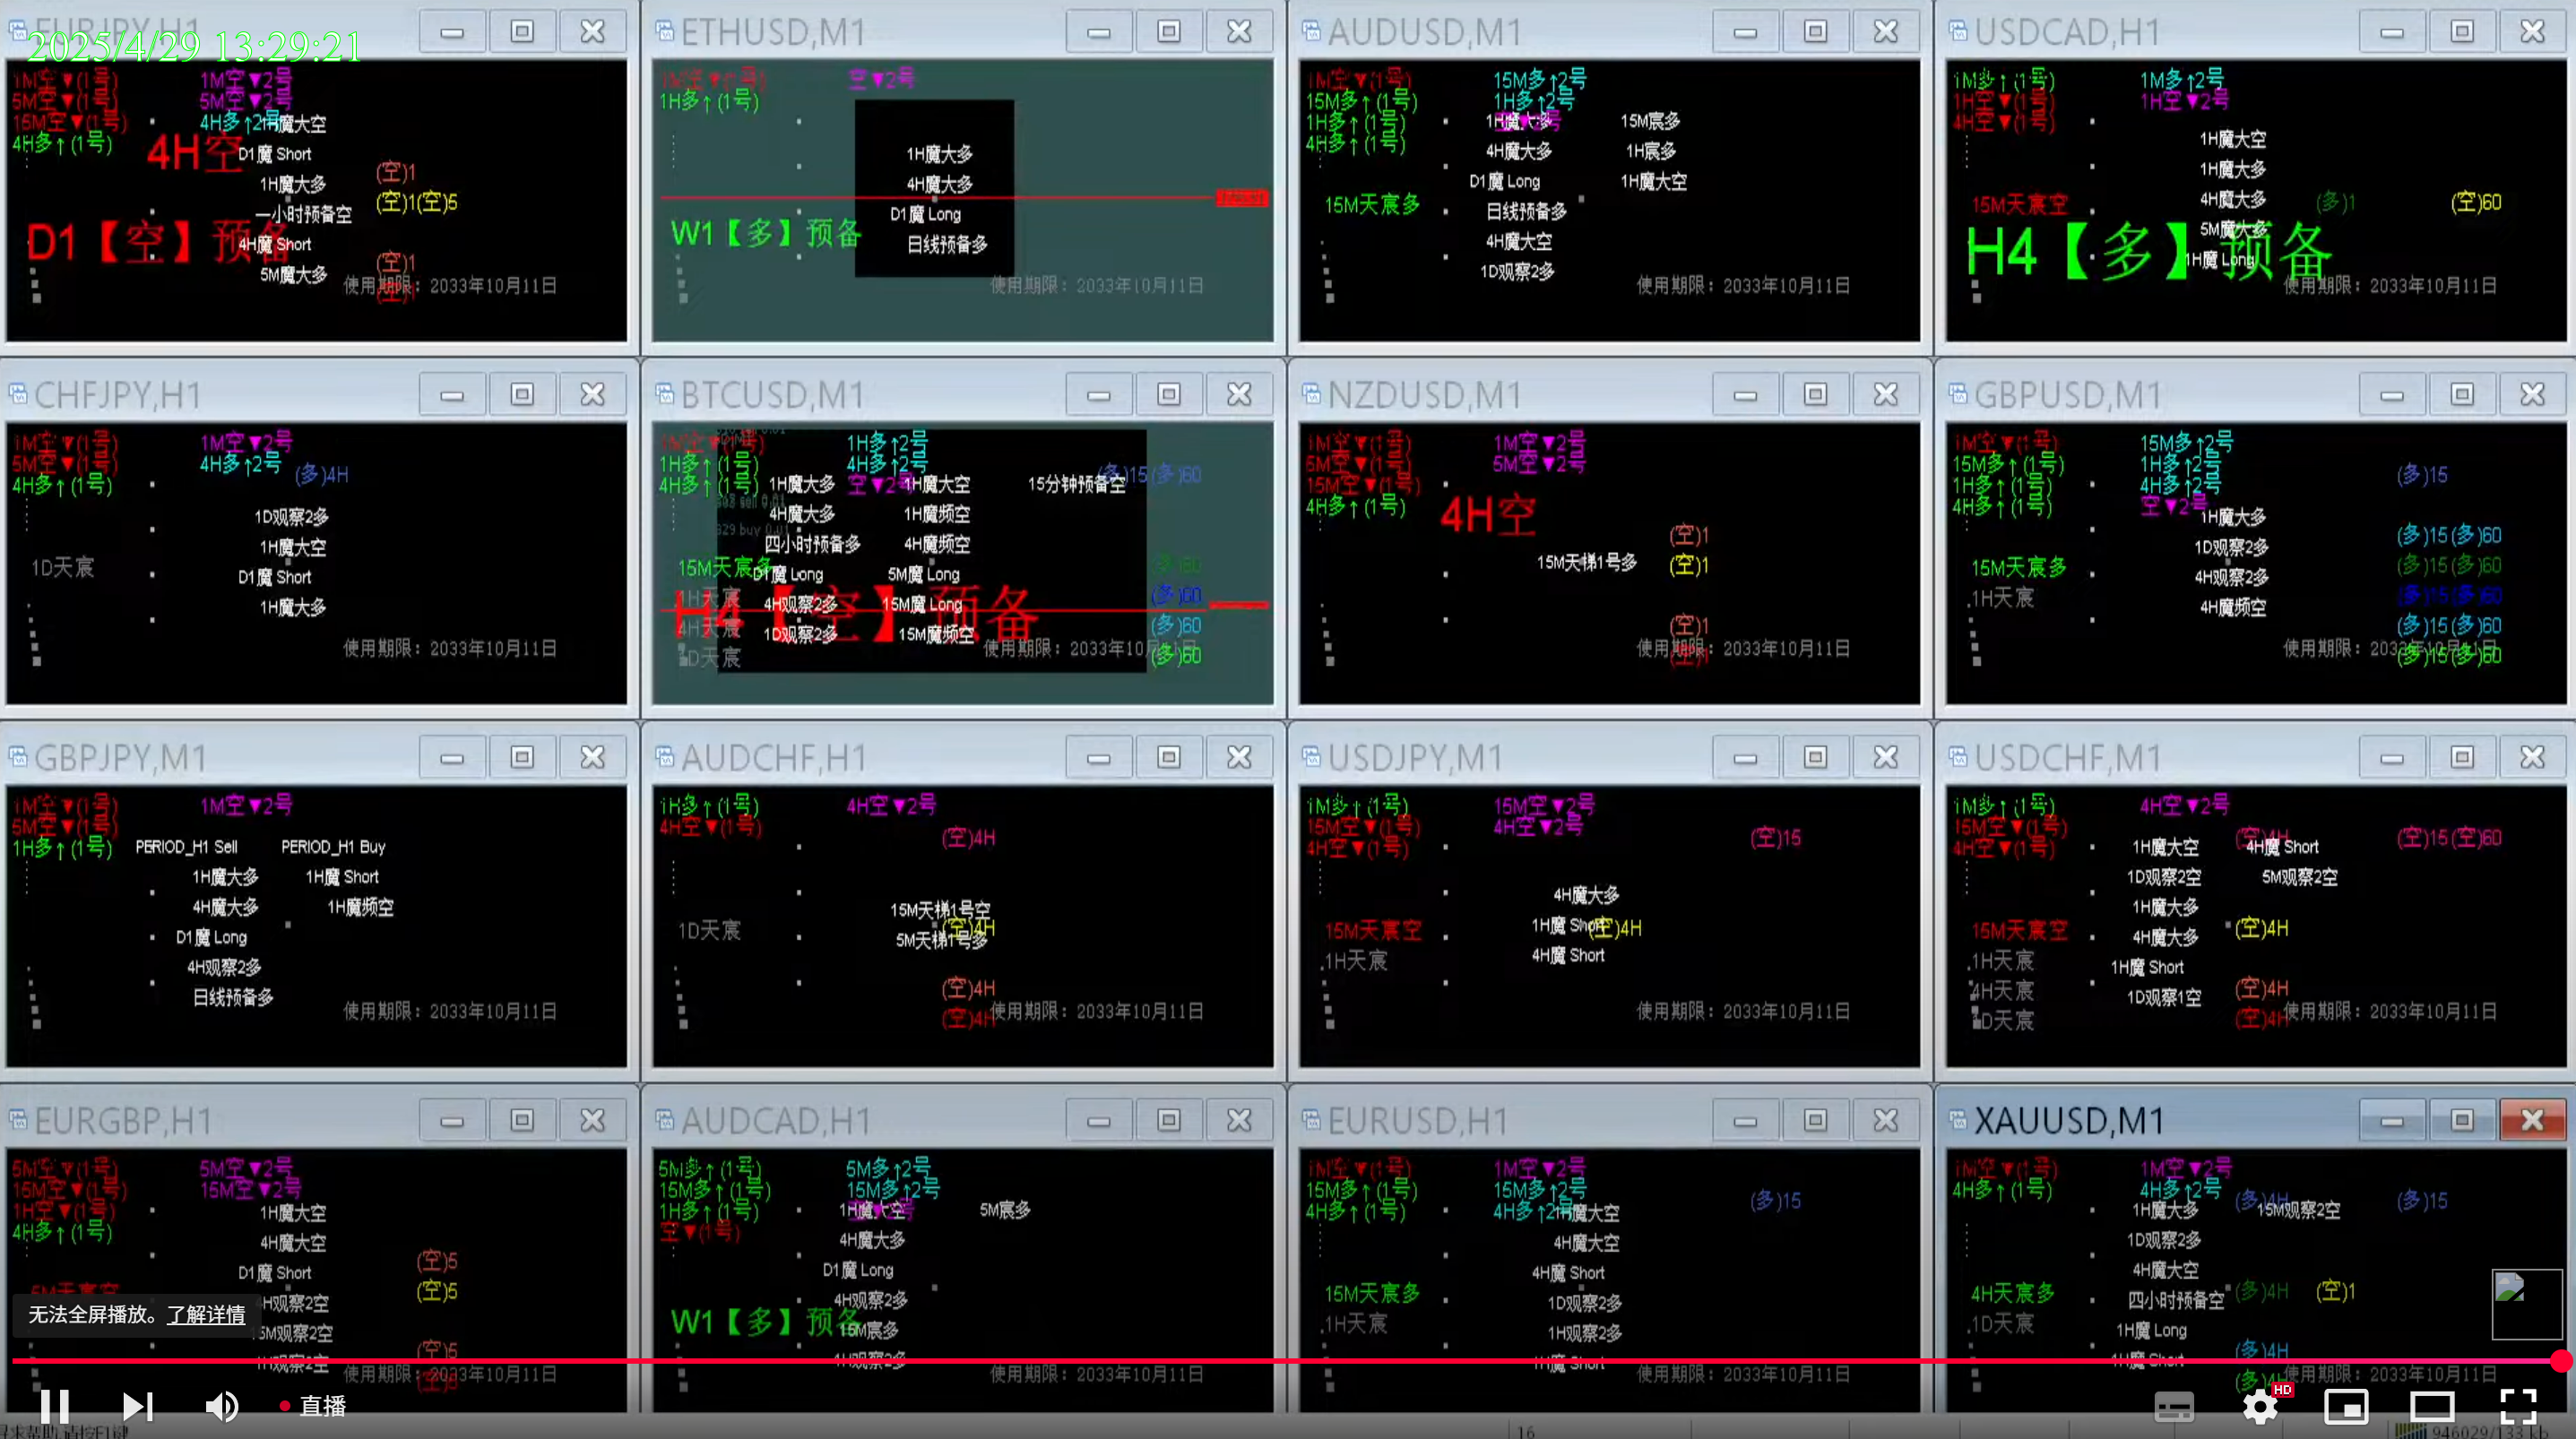 EURJPY,H1
2025/4/29 13:29:21
1M空▼(1号)
5M空▼(1号)
15M空▼(1号)
4H多↑(1号)
1M空▼2号
5M空▼2号
4H多↑2号
1H魔大空
4H空
D1魔 Short
1H魔大多
一小时预备空
D1【空】预备
4H魔 Short
5M魔大多
(空)1
(空)1(空)5
(空)1
使用期限：2033年10月11日
ETHUSD,M1
1M空▼(1号)
1H多↑(1号)
空▼2号
1H魔大多
4H魔大多
D1魔 Long
日线预备多
W1【多】预备
使用期限：2033年10月11日
AUDUSD,M1
1M空▼(1号)
15M多↑(1号)
1H多↑(1号)
4H多↑(1号)
15M多↑2号
1H多↑2号
1H魔大多
4H魔大多
D1魔 Long
日线预备多
4H魔大空
1D观察2多
15M宸多
1H宸多
1H魔大空
15M天宸多
使用期限：2033年10月11日
USDCAD,H1
1M多↑(1号)
1H空▼(1号)
4H空▼(1号)
1M多↑2号
1H空▼2号
1H魔大空
1H魔大多
4H魔大多
5M魔大多
1H魔 Long
15M天宸空
(多)1
(空)60
H4【多】预备
使用期限：2033年10月11日
CHFJPY,H1
1M空▼(1号)
5M空▼(1号)
4H多↑(1号)
1M空▼2号
4H多↑2号
(多)4H
1D观察2多
1H魔大空
D1魔 Short
1H魔大多
1D天宸
使用期限：2033年10月11日
BTCUSD,M1
1M空▼(1号)
1H多↑(1号)
4H多↑(1号)
1H多↑2号
4H多↑2号
空▼2号
1H魔大多
4H魔大多
四小时预备多
D1魔 Long
4H观察2多
1D观察2多
1H魔大空
1H魔频空
4H魔频空
5M魔 Long
15M魔 Long
15M魔频空
15分钟预备空
(多)15(多)60
15M天宸多
1H天宸
4H天宸
1D天宸
H4【空】预备
(多)60
(多)60
(多)60
(多)60
使用期限：2033年10月11日
NZDUSD,M1
1M空▼(1号)
5M空▼(1号)
15M空▼(1号)
4H多↑(1号)
1M空▼2号
5M空▼2号
4H空
15M天梯1号多
(空)1
(空)1
(空)1
(空)1
使用期限：2033年10月11日
GBPUSD,M1
1M空▼(1号)
15M多↑(1号)
1H多↑(1号)
4H多↑(1号)
15M多↑2号
1H多↑2号
4H多↑2号
空▼2号
1H魔大多
1D观察2多
4H观察2多
4H魔频空
15M天宸多
1H天宸
(多)15
(多)15(多)60
(多)15(多)60
(多)15(多)60
(多)15(多)60
(多)15(多)60
使用期限：2033年10月11日
GBPJPY,M1
1M空▼(1号)
5M空▼(1号)
1H多↑(1号)
1M空▼2号
PERIOD_H1 Sell
PERIOD_H1 Buy
1H魔大多
1H魔 Short
4H魔大多
1H魔频空
D1魔 Long
4H观察2多
日线预备多
使用期限：2033年10月11日
AUDCHF,H1
1H多↑(1号)
4H空▼(1号)
4H空▼2号
(空)4H
15M天梯1号空
(空)4H
5M天梯1号多
1D天宸
(空)4H
(空)4H
使用期限：2033年10月11日
USDJPY,M1
1M多↑(1号)
15M空▼(1号)
4H空▼(1号)
15M空▼2号
4H空▼2号
(空)15
4H魔大多
1H魔 Short
(空)4H
4H魔 Short
15M天宸空
1H天宸
使用期限：2033年10月11日
USDCHF,M1
1M多↑(1号)
15M空▼(1号)
4H空▼(1号)
4H空▼2号
(空)4H
(空)15(空)60
1H魔大空
4H魔 Short
1D观察2空
5M观察2空
1H魔大多
4H魔大多
1H魔 Short
1D观察1空
15M天宸空
1H天宸
4H天宸
1D天宸
(空)4H
(空)4H
(空)4H
使用期限：2033年10月11日
EURGBP,H1
5M空▼(1号)
15M空▼(1号)
1H空▼(1号)
4H多↑(1号)
5M空▼2号
15M空▼2号
1H魔大空
4H魔大空
D1魔 Short
4H观察2空
15M观察2空
1H观察2空
5M天宸空
(空)5
(空)5
(空)5
使用期限：2033年10月11日
AUDCAD,H1
5M多↑(1号)
15M多↑(1号)
1H多↑(1号)
空▼(1号)
5M多↑2号
15M多↑2号
1H魔大空
4H魔大多
D1魔 Long
4H观察2多
15M宸多
1H观察2多
5M宸多
W1【多】预备
使用期限：2033年10月11日
EURUSD,H1
1M空▼(1号)
15M多↑(1号)
4H多↑(1号)
1M空▼2号
15M多↑2号
4H多↑2号
(多)15
1H魔大空
4H魔大空
4H魔 Short
1D观察2多
1H观察2多
1H魔 Short
15M天宸多
1H天宸
使用期限：2033年10月11日
XAUUSD,M1
1M空▼(1号)
4H多↑(1号)
1M空▼2号
4H多↑2号
(多)4H
(多)15
1H魔大多
15M观察2空
1D观察2多
4H魔大空
四小时预备空
1H魔 Long
1H魔 Short
4H天宸多
1D天宸
(多)4H
(空)1
(多)4H
(多)4H
使用期限：2033年10月11日
无法全屏播放。了解详情
直播
HD
16
946029/133 kb